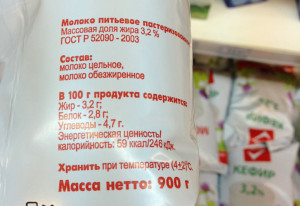 Молоко питьевое пастеризованное
Массовая доля жира 3,2 %
ГОСТ Р 52090 - 2003
Состав:
молоко цельное,
молоко обезжиренное
В 100 г продукта содержится:
Жир - 3,2 г;
Белок - 2,8 г;
Углеводы - 4,7 г.
Энергетическая ценность/
калорийность: 59 ккал/246 кДж.
Хранить при температуре (4±2)˚С.
Масса нетто: 900 г
КЕФИР
3,2%